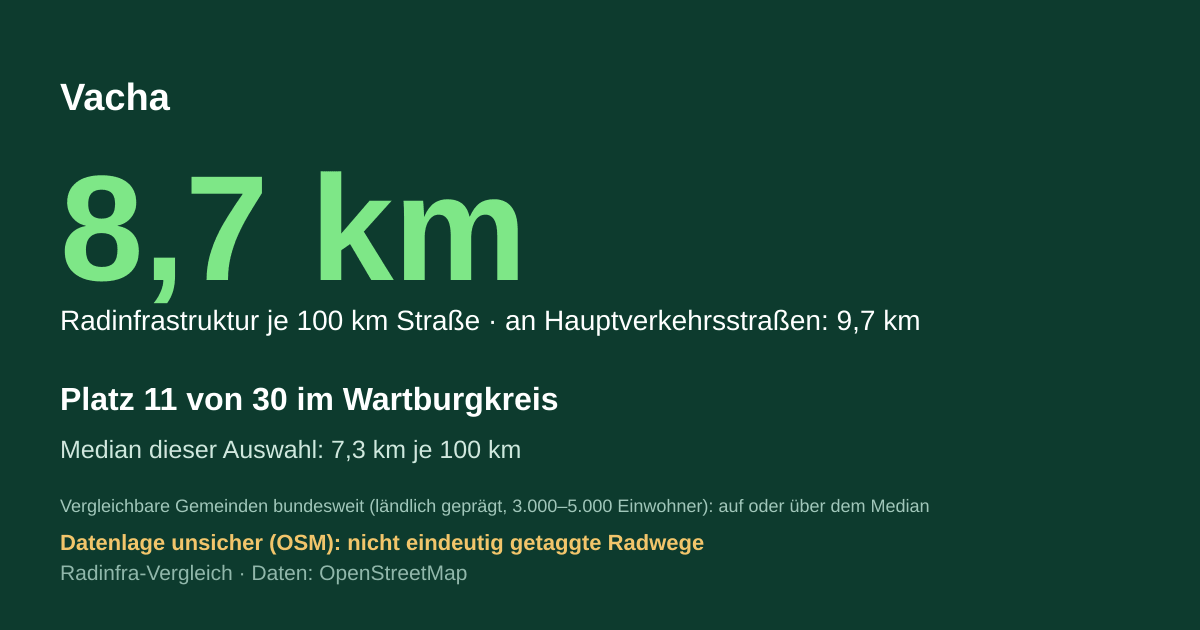 Vacha
8,7 km
Radinfrastruktur je 100 km Straße · an Hauptverkehrsstraßen: 9,7 km
Platz 11 von 30 im Wartburgkreis
Median dieser Auswahl: 7,3 km je 100 km
Vergleichbare Gemeinden bundesweit (ländlich geprägt, 3.000–5.000 Einwohner): auf oder über dem Median
Datenlage unsicher (OSM): nicht eindeutig getaggte Radwege
Radinfra-Vergleich · Daten: OpenStreetMap